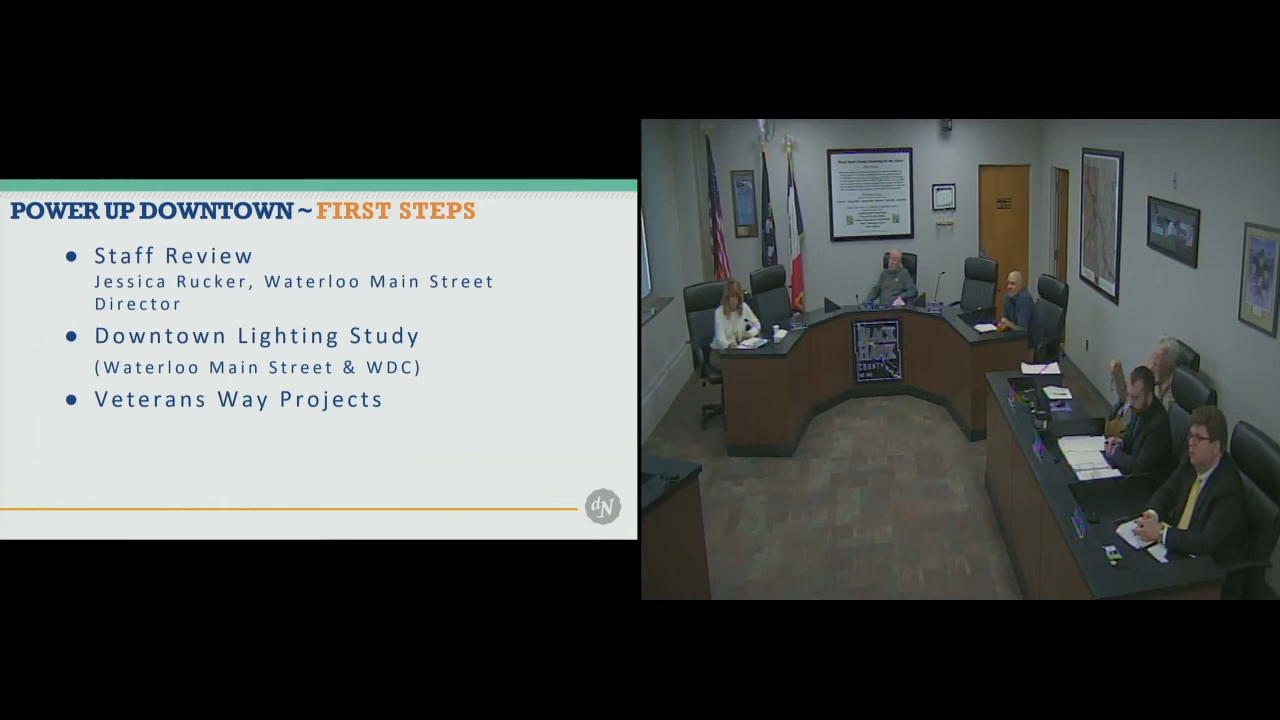 POWER UP DOWNTOWN ~ FIRST STEPS
● Staff Review
Jessica Rucker, Waterloo Main Street
Director
● Downtown Lighting Study
(Waterloo Main Street & WDC)
● Veterans Way Projects
dN
BLACK
HAWK
COUNTY